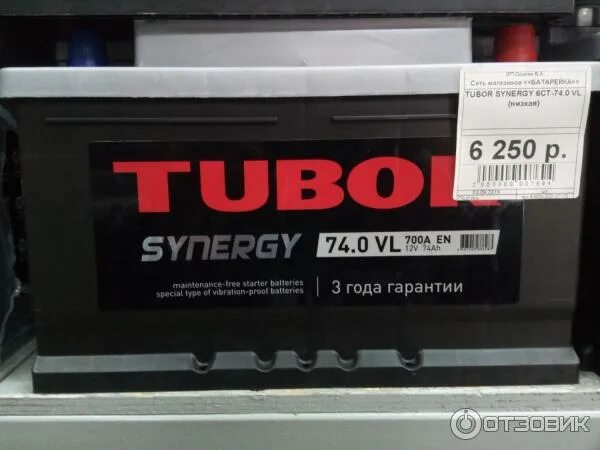 Сеть магазинов <<БАТАРЕЙКА>>
TUBOR SYNERGY 6СТ-74.0 VL
(низкая)
6 250 р.
TUBOR
SYNERGY
74.0 VL
700A EN
12V 74Ah
maintenance-free starter batteries
special type of vibration-proof batteries
3 года гарантии
ОТЗОВИК